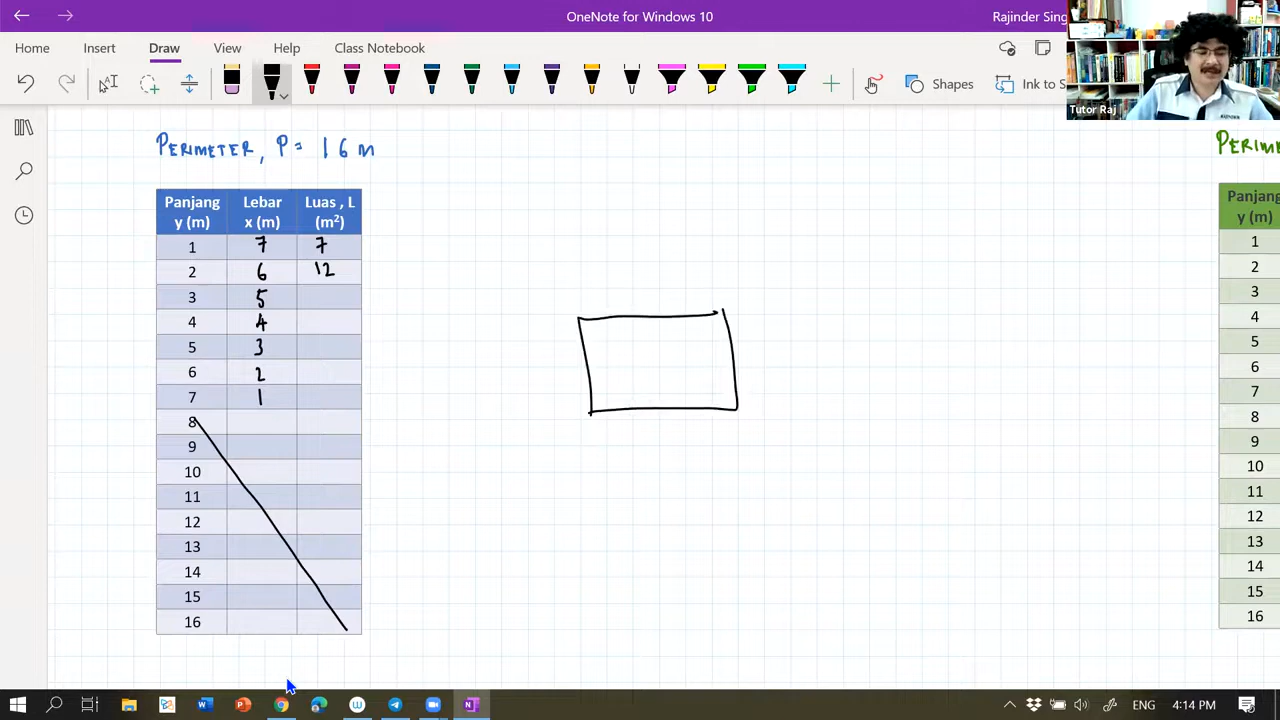 OneNote for Windows 10
Rajinder Sing
Home Insert Draw View Help Class Notebook
Shapes
Ink to S
Tutor Raj
PERIMETER, P = 16 m
Panjang y (m) Lebar x (m) Luas , L (m²)
1 7 7
2 6 12
3 5
4 4
5 3
6 2
7 1
8
9
10
11
12
13
14
15
16
PERIME
Panjang
y (m)
1
2
3
4
5
6
7
8
9
10
11
12
13
14
15
16
ENG 4:14 PM